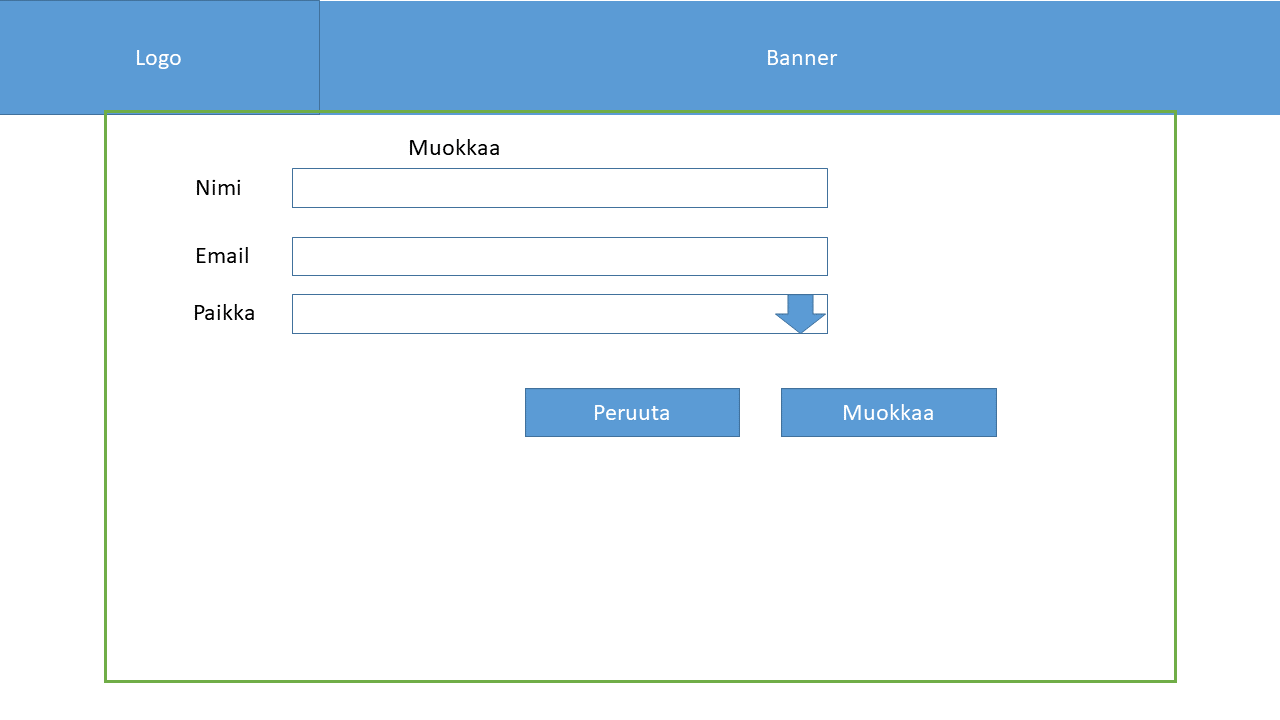 Logo
Banner
Muokkaa
Nimi
Email
Paikka
Peruuta
Muokkaa